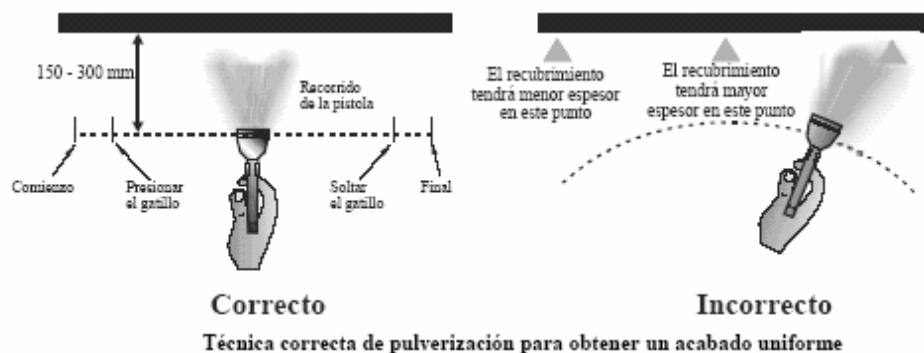 150 - 300 mm
Recorrido
de la pistola
Comienzo
Presionar
el gatillo
Soltar
el gatillo
Final
El recubrimiento
tendrá menor espesor
en este punto
El recubrimiento
tendrá mayor
espesor en este punto
Correcto
Incorrecto
Técnica correcta de pulverización para obtener un acabado uniforme